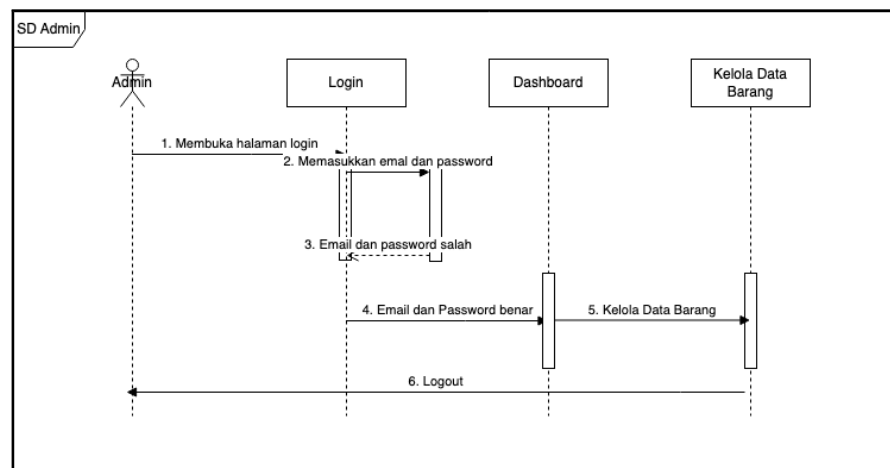 SD Admin
Admin
Login
Dashboard
Kelola Data
Barang
1. Membuka halaman login
2. Memasukkan emal dan password
3. Email dan password salah
4. Email dan Password benar
5. Kelola Data Barang
6. Logout